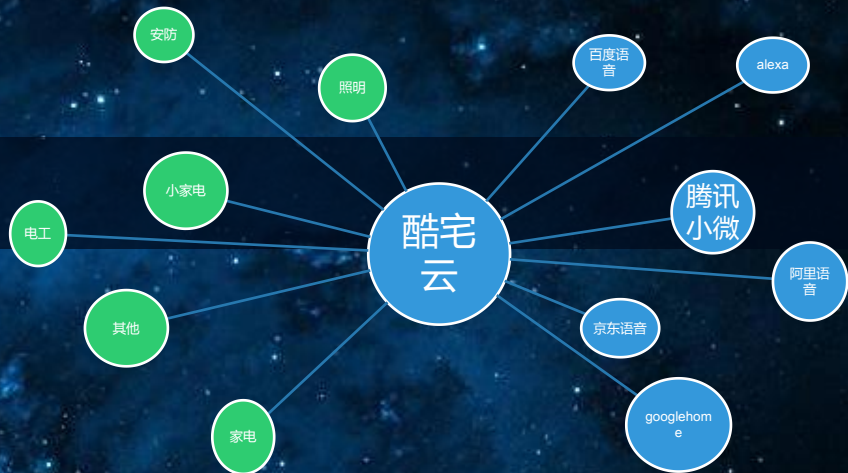 安防
照明
百度语
音
alexa
小家电
腾讯
小微
电工
酷宅
云
阿里语
音
其他
京东语音
googlehom
e
家电